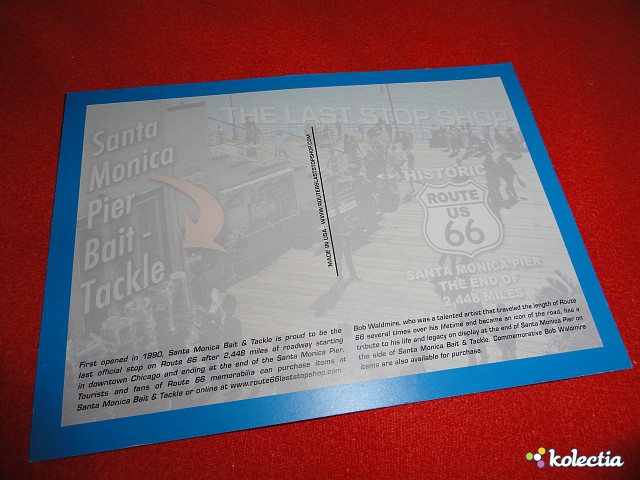 THE LAST STOP SHOP
Santa
Monica
Pier
Bait -
Tackle
HISTORIC
ROUTE
US
66
SANTA MONICA PIER
THE END OF
2,448 MILES
MADE IN USA WWW.ROUTE66LASTSTOPSHOP.COM
First opened in 1990, Santa Monica Bait & Tackle is proud to be the
last official stop on Route 66 after 2,448 miles of roadway starting
in downtown Chicago and ending at the end of the Santa Monica Pier.
Tourists and fans of Route 66 memorabilia can purchase items at
Santa Monica Bait & Tackle or online at www.route66laststopshop.com
Bob Waldmire, who was a talented artist that traveled the length of Route
66 several times over his lifetime and became an icon of the road, has a
tribute to his life and legacy on display at the end of Santa Monica Pier on
the side of Santa Monica Bait & Tackle. Commemorative Bob Waldmire
items are also available for purchase.
kolectia